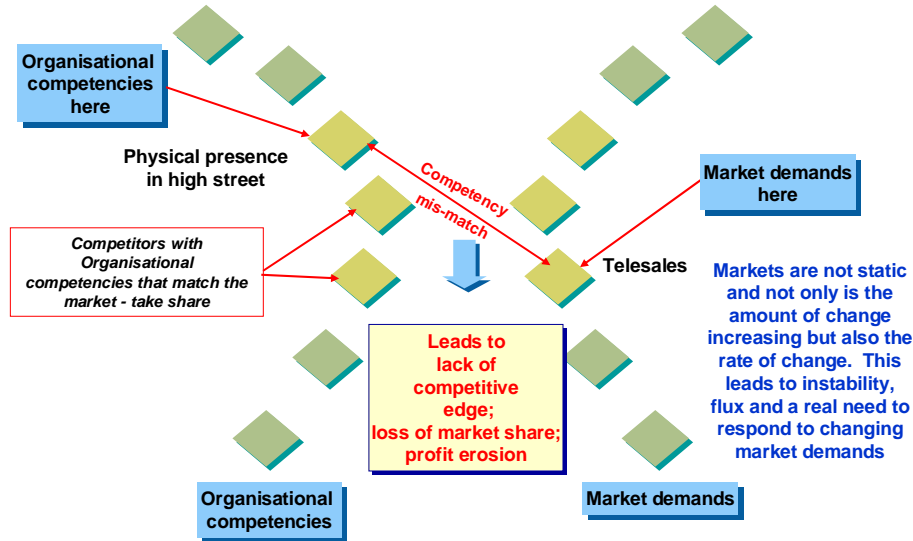 Organisational
competencies
here
Physical presence
in high street
Competency
mis-match
Market demands
here
Competitors with
Organisational
competencies that match the
market - take share
Telesales
Markets are not static
and not only is the
amount of change
increasing but also the
rate of change. This
leads to instability,
flux and a real need to
respond to changing
market demands
Leads to
lack of
competitive
edge;
loss of market share;
profit erosion
Organisational
competencies
Market demands